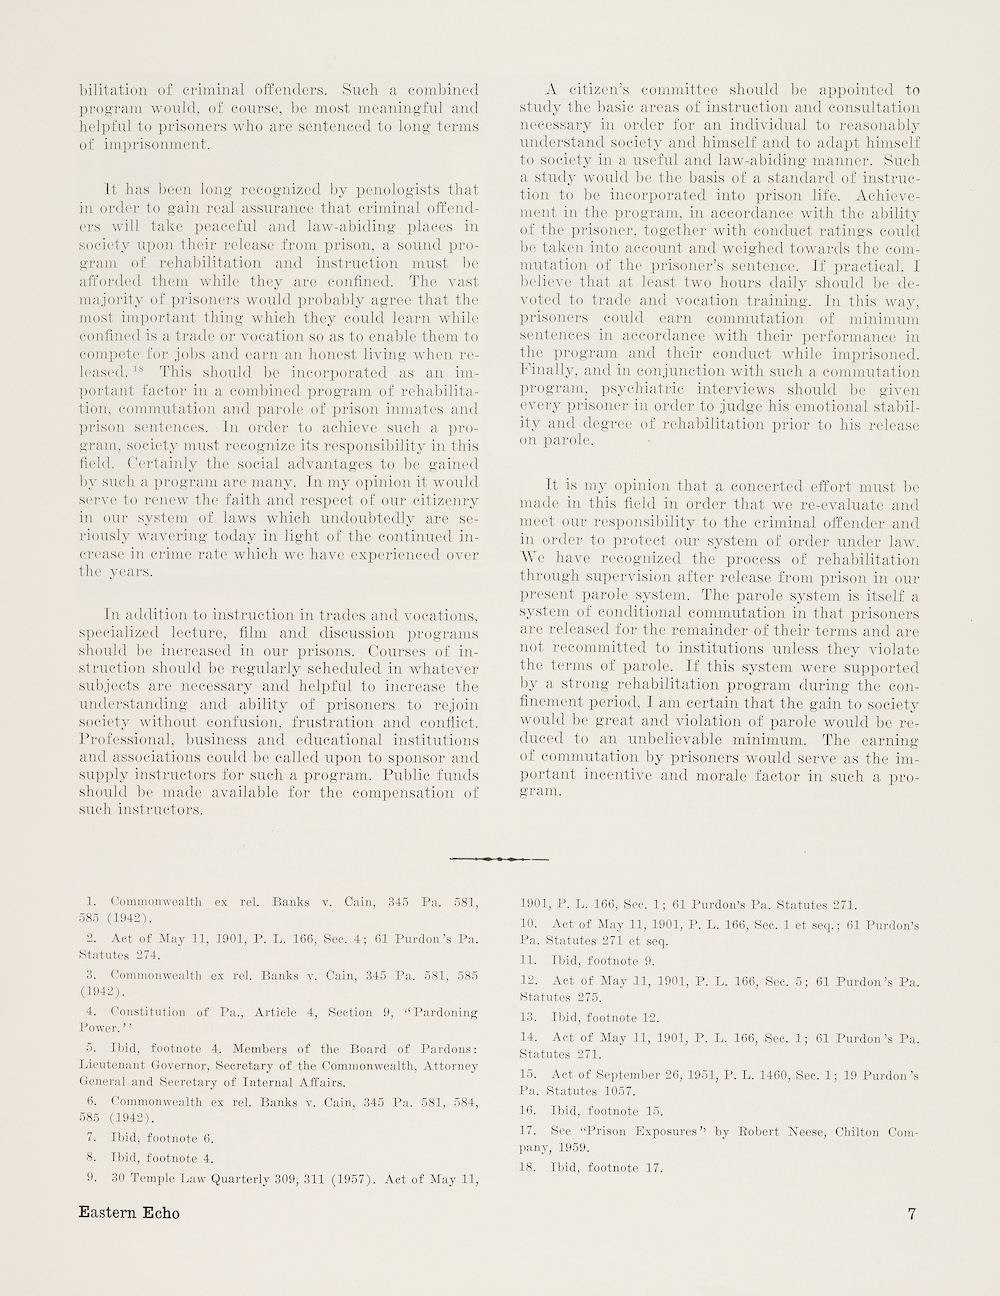 bilitation of criminal offenders. Such a combined
program would, of course, be most meaningful and
helpful to prisoners who are sentenced to long terms
of imprisonment.
It has been long recognized by penologists that
in order to gain real assurance that criminal offend-
ers will take peaceful and law-abiding places in
society upon their release from prison, a sound pro-
gram of rehabilitation and instruction must be
afforded them while they are confined. The vast
majority of prisoners would probably agree that the
most important thing which they could learn while
confined is a trade or vocation so as to enable them to
compete for jobs and earn an honest living when re-
leased. 18 This should be incorporated as an im-
portant factor in a combined program of rehabilita-
tion, commutation and parole of prison inmates and
prison sentences. In order to achieve such a pro-
gram, society must recognize its responsibility in this
field. Certainly the social advantages to be gained
by such a program are many. In my opinion it would
serve to renew the faith and respect of our citizenry
in our system of laws which undoubtedly are se-
riously wavering today in light of the continued in-
crease in crime rate which we have experienced over
the years.
In addition to instruction in trades and vocations,
specialized lecture, film and discussion programs
should be increased in our prisons. Courses of in-
struction should be regularly scheduled in whatever
subjects are necessary and helpful to increase the
understanding and ability of prisoners to rejoin
society without confusion, frustration and conflict.
Professional, business and educational institutions
and associations could be called upon to sponsor and
supply instructors for such a program. Public funds
should be made available for the compensation of
such instructors.
A citizen's committee should be appointed to
study the basic areas of instruction and consultation
necessary in order for an individual to reasonably
understand society and himself and to adapt himself
to society in a useful and law-abiding manner. Such
a study would be the basis of a standard of instruc-
tion to be incorporated into prison life. Achieve-
ment in the program, in accordance with the ability
of the prisoner, together with conduct ratings could
be taken into account and weighed towards the com-
mutation of the prisoner's sentence. If practical, I
believe that at least two hours daily should be de-
voted to trade and vocation training. In this way,
prisoners could earn commutation of minimum
sentences in accordance with their performance in
the program and their conduct while imprisoned.
Finally, and in conjunction with such a commutation
program, psychiatric interviews should be given
every prisoner in order to judge his emotional stabil-
ity and degree of rehabilitation prior to his release
on parole.
It is my opinion that a concerted effort must be
made in this field in order that we re-evaluate and
meet our responsibility to the criminal offender and
in order to protect our system of order under law.
We have recognized the process of rehabilitation
through supervision after release from prison in our
present parole system. The parole system is itself a
system of conditional commutation in that prisoners
are released for the remainder of their terms and are
not recommitted to institutions unless they violate
the terms of parole. If this system were supported
by a strong rehabilitation program during the con-
finement period, I am certain that the gain to society
would be great and violation of parole would be re-
duced to an unbelievable minimum. The earning
of commutation by prisoners would serve as the im-
portant incentive and morale factor in such a pro-
gram.
1. Commonwealth ex rel. Banks v. Cain, 345 Pa. 581,
585 (1942).
2. Act of May 11, 1901, P. L. 166, Sec. 4; 61 Purdon's Pa.
Statutes 274.
3. Commonwealth ex rel. Banks v. Cain, 345 Pa. 581, 585
(1942).
4. Constitution of Pa., Article 4, Section 9, "Pardoning
Power."
5. Ibid, footnote 4. Members of the Board of Pardons:
Lieutenant Governor, Secretary of the Commonwealth, Attorney
General and Secretary of Internal Affairs.
6. Commonwealth ex rel. Banks v. Cain, 345 Pa. 581, 584,
585 (1942).
7. Ibid, footnote 6.
8. Ibid, footnote 4.
9. 30 Temple Law Quarterly 309, 311 (1957). Act of May 11,
1901, P. L. 166, Sec. 1; 61 Purdon's Pa. Statutes 271.
10. Act of May 11, 1901, P. L. 166, Sec. 1 et seq.; 61 Purdon's
Pa. Statutes 271 et seq.
11. Ibid, footnote 9.
12. Act of May 11, 1901, P. L. 166, Sec. 5; 61 Purdon's Pa.
Statutes 275.
13. Ibid, footnote 12.
14. Act of May 11, 1901, P. L. 166, Sec. 1; 61 Purdon's Pa.
Statutes 271.
15. Act of September 26, 1951, P. L. 1460, Sec. 1; 19 Purdon's
Pa. Statutes 1057.
16. Ibid, footnote 15.
17. See "Prison Exposures" by Robert Neese, Chilton Com-
pany, 1959.
18. Ibid, footnote 17.
Eastern Echo
7